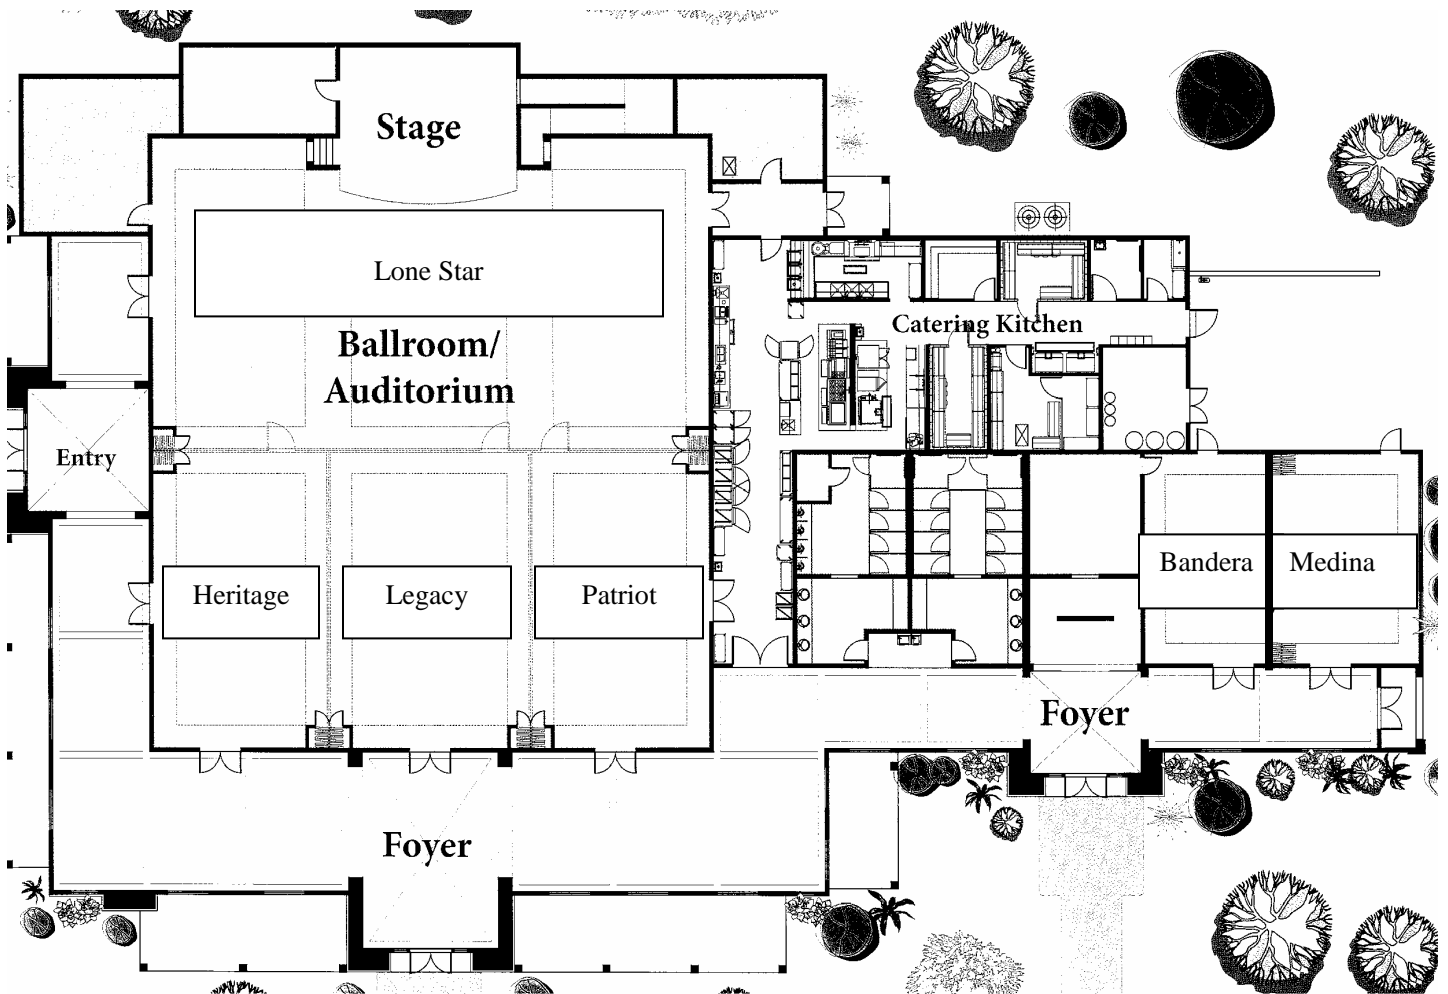 Stage
Lone Star
Ballroom/
Auditorium
Catering Kitchen
Entry
Heritage
Legacy
Patriot
Bandera
Medina
Foyer
Foyer